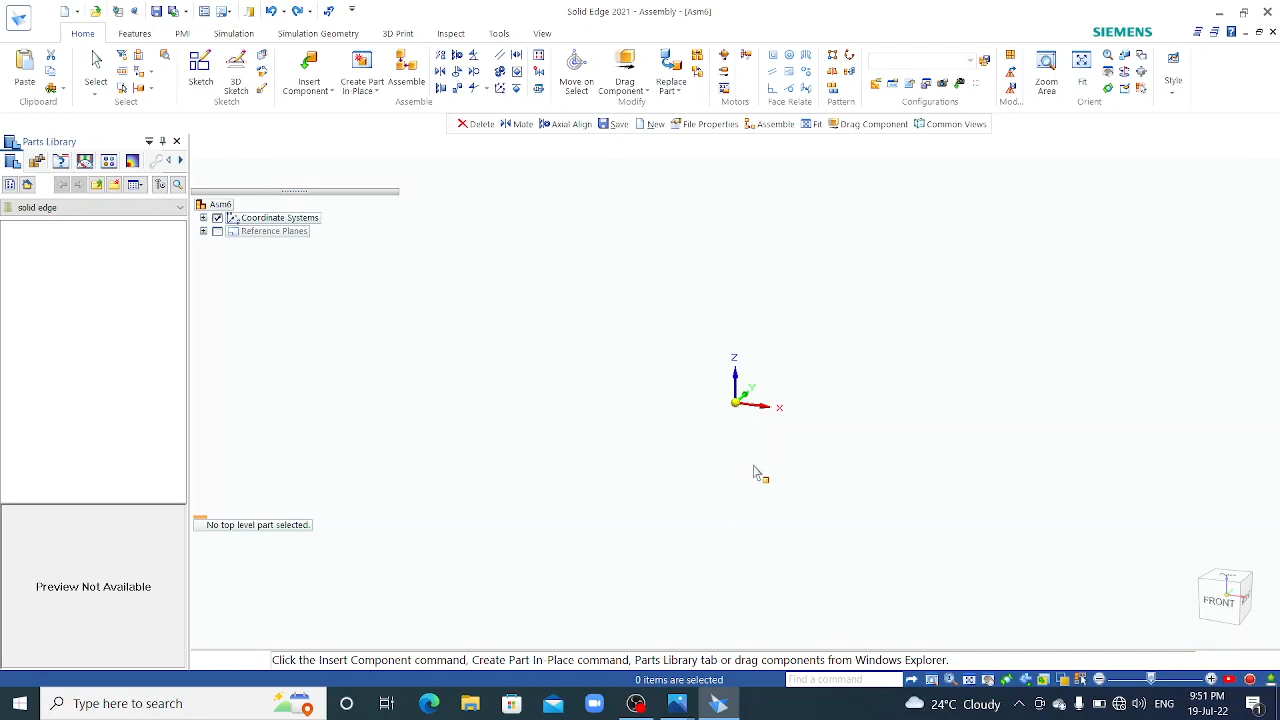 Solid Edge 2021 - Assembly - [Asm6]
Home Features PMI Simulation Simulation Geometry 3D Print Inspect Tools View SIEMENS
Paste
Clipboard
Select
Sketch 3D Sketch
Sketch
Insert Component Create Part In-Place Assemble
Assemble
Move on Select Drag Component Replace Part
Modify
Motors
Face Relate
Pattern
Configurations
Mod...
Zoom Area Fit
Orient
Style
Delete Mate Axial Align Save New File Properties Assemble Fit Drag Component Common Views
Parts Library
solid edge
Asm6
Coordinate Systems
Reference Planes
Z
Y
X
No top level part selected.
Preview Not Available
FRONT
Click the Insert Component command, Create Part In-Place command, Parts Library tab or drag components from Windows Explorer.
0 items are selected Find a command
Type here to search
24°C Cloudy ENG 9:51 PM
19-Jul-22